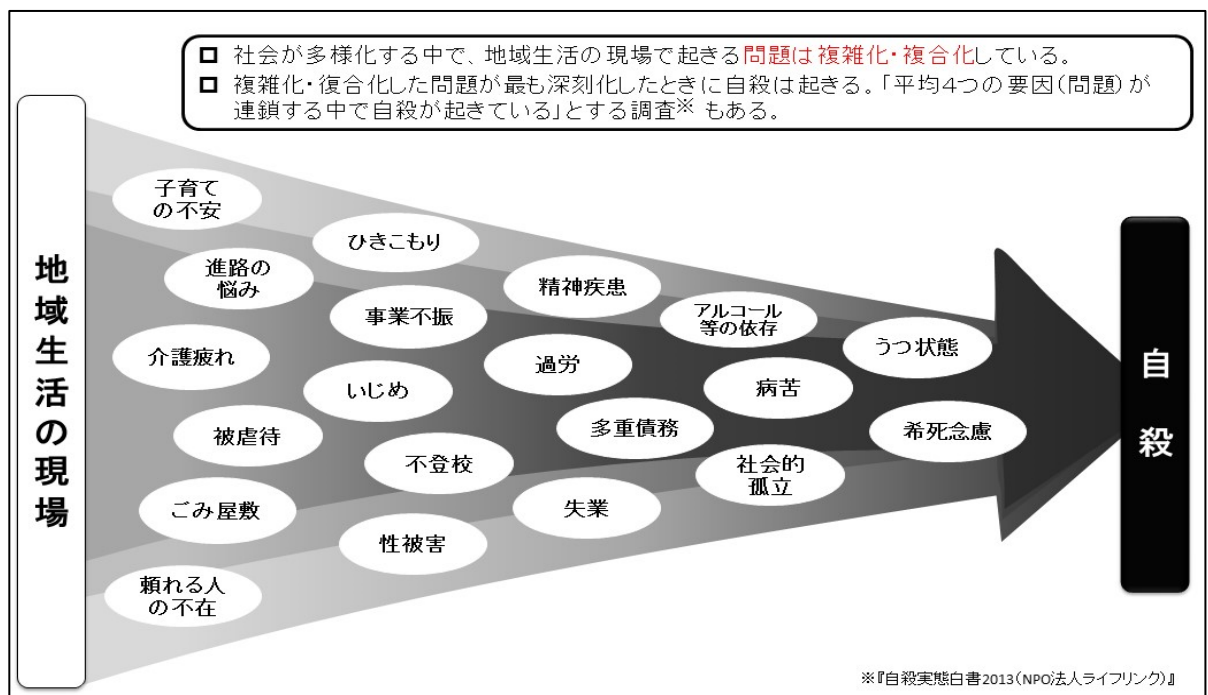 □ 社会が多様化する中で、地域生活の現場で起きる問題は複雑化・複合化している。
□ 複雑化・復合化した問題が最も深刻化したときに自殺は起きる。「平均4つの要因(問題)が
連鎖する中で自殺が起きている」とする調査※ もある。
地域生活の現場
子育て
の不安
ひきこもり
進路の
悩み
事業不振
精神疾患
アルコール
等の依存
うつ状態
介護疲れ
いじめ
過労
病苦
被虐待
不登校
多重債務
希死念慮
社会的
孤立
ごみ屋敷
性被害
失業
頼れる人
の不在
自殺
※『自殺実態白書2013(NPO法人ライフリンク)』